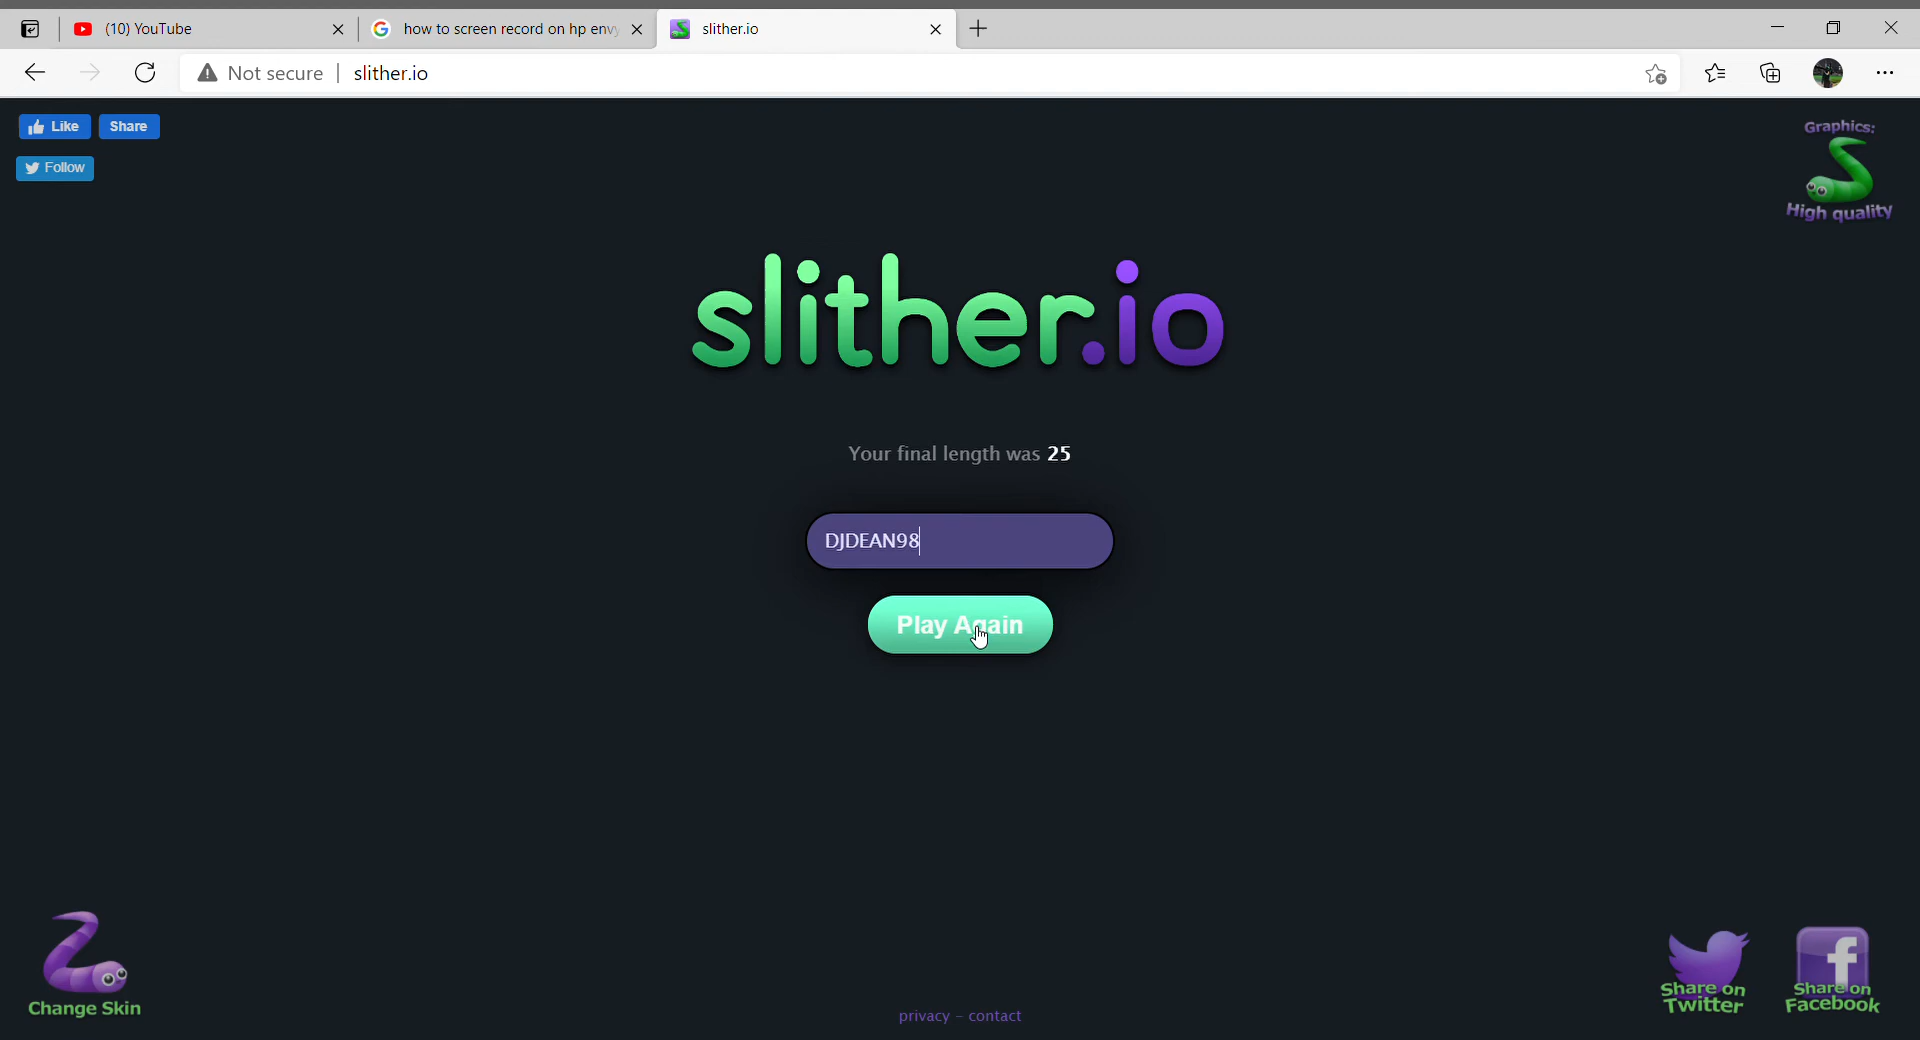 (10) YouTube
how to screen record on hp env
slither.io
Not secure
slither.io
Like
Share
Follow
Graphics:
High quality
slither.io
Your final length was 25
DJDEAN98
Play Again
Change Skin
privacy - contact
Share on
Twitter
Share on
Facebook